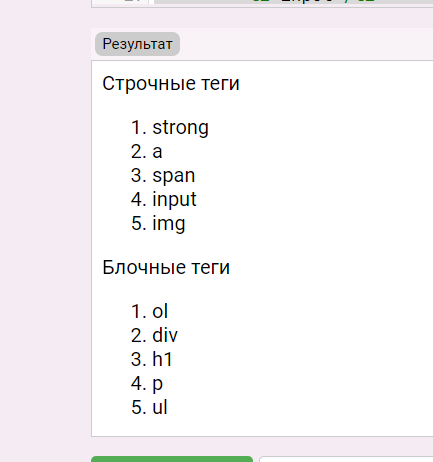 Результат
Строчные теги
1. strong
2. a
3. span
4. input
5. img
Блочные теги
1. ol
2. div
3. h1
4. p
5. ul